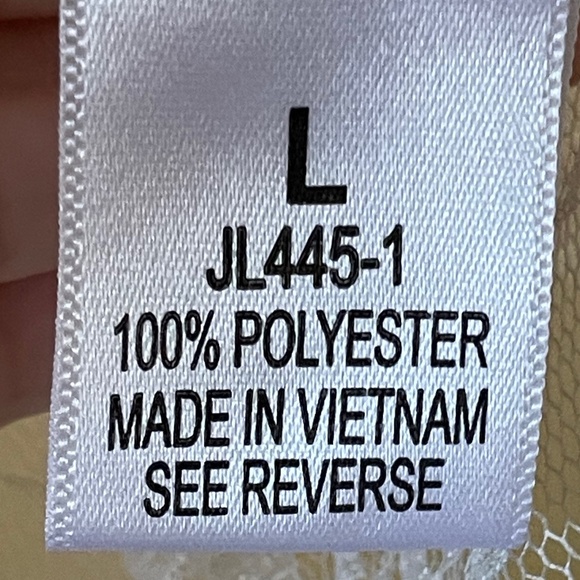 L
JL445-1
100% POLYESTER
MADE IN VIETNAM
SEE REVERSE